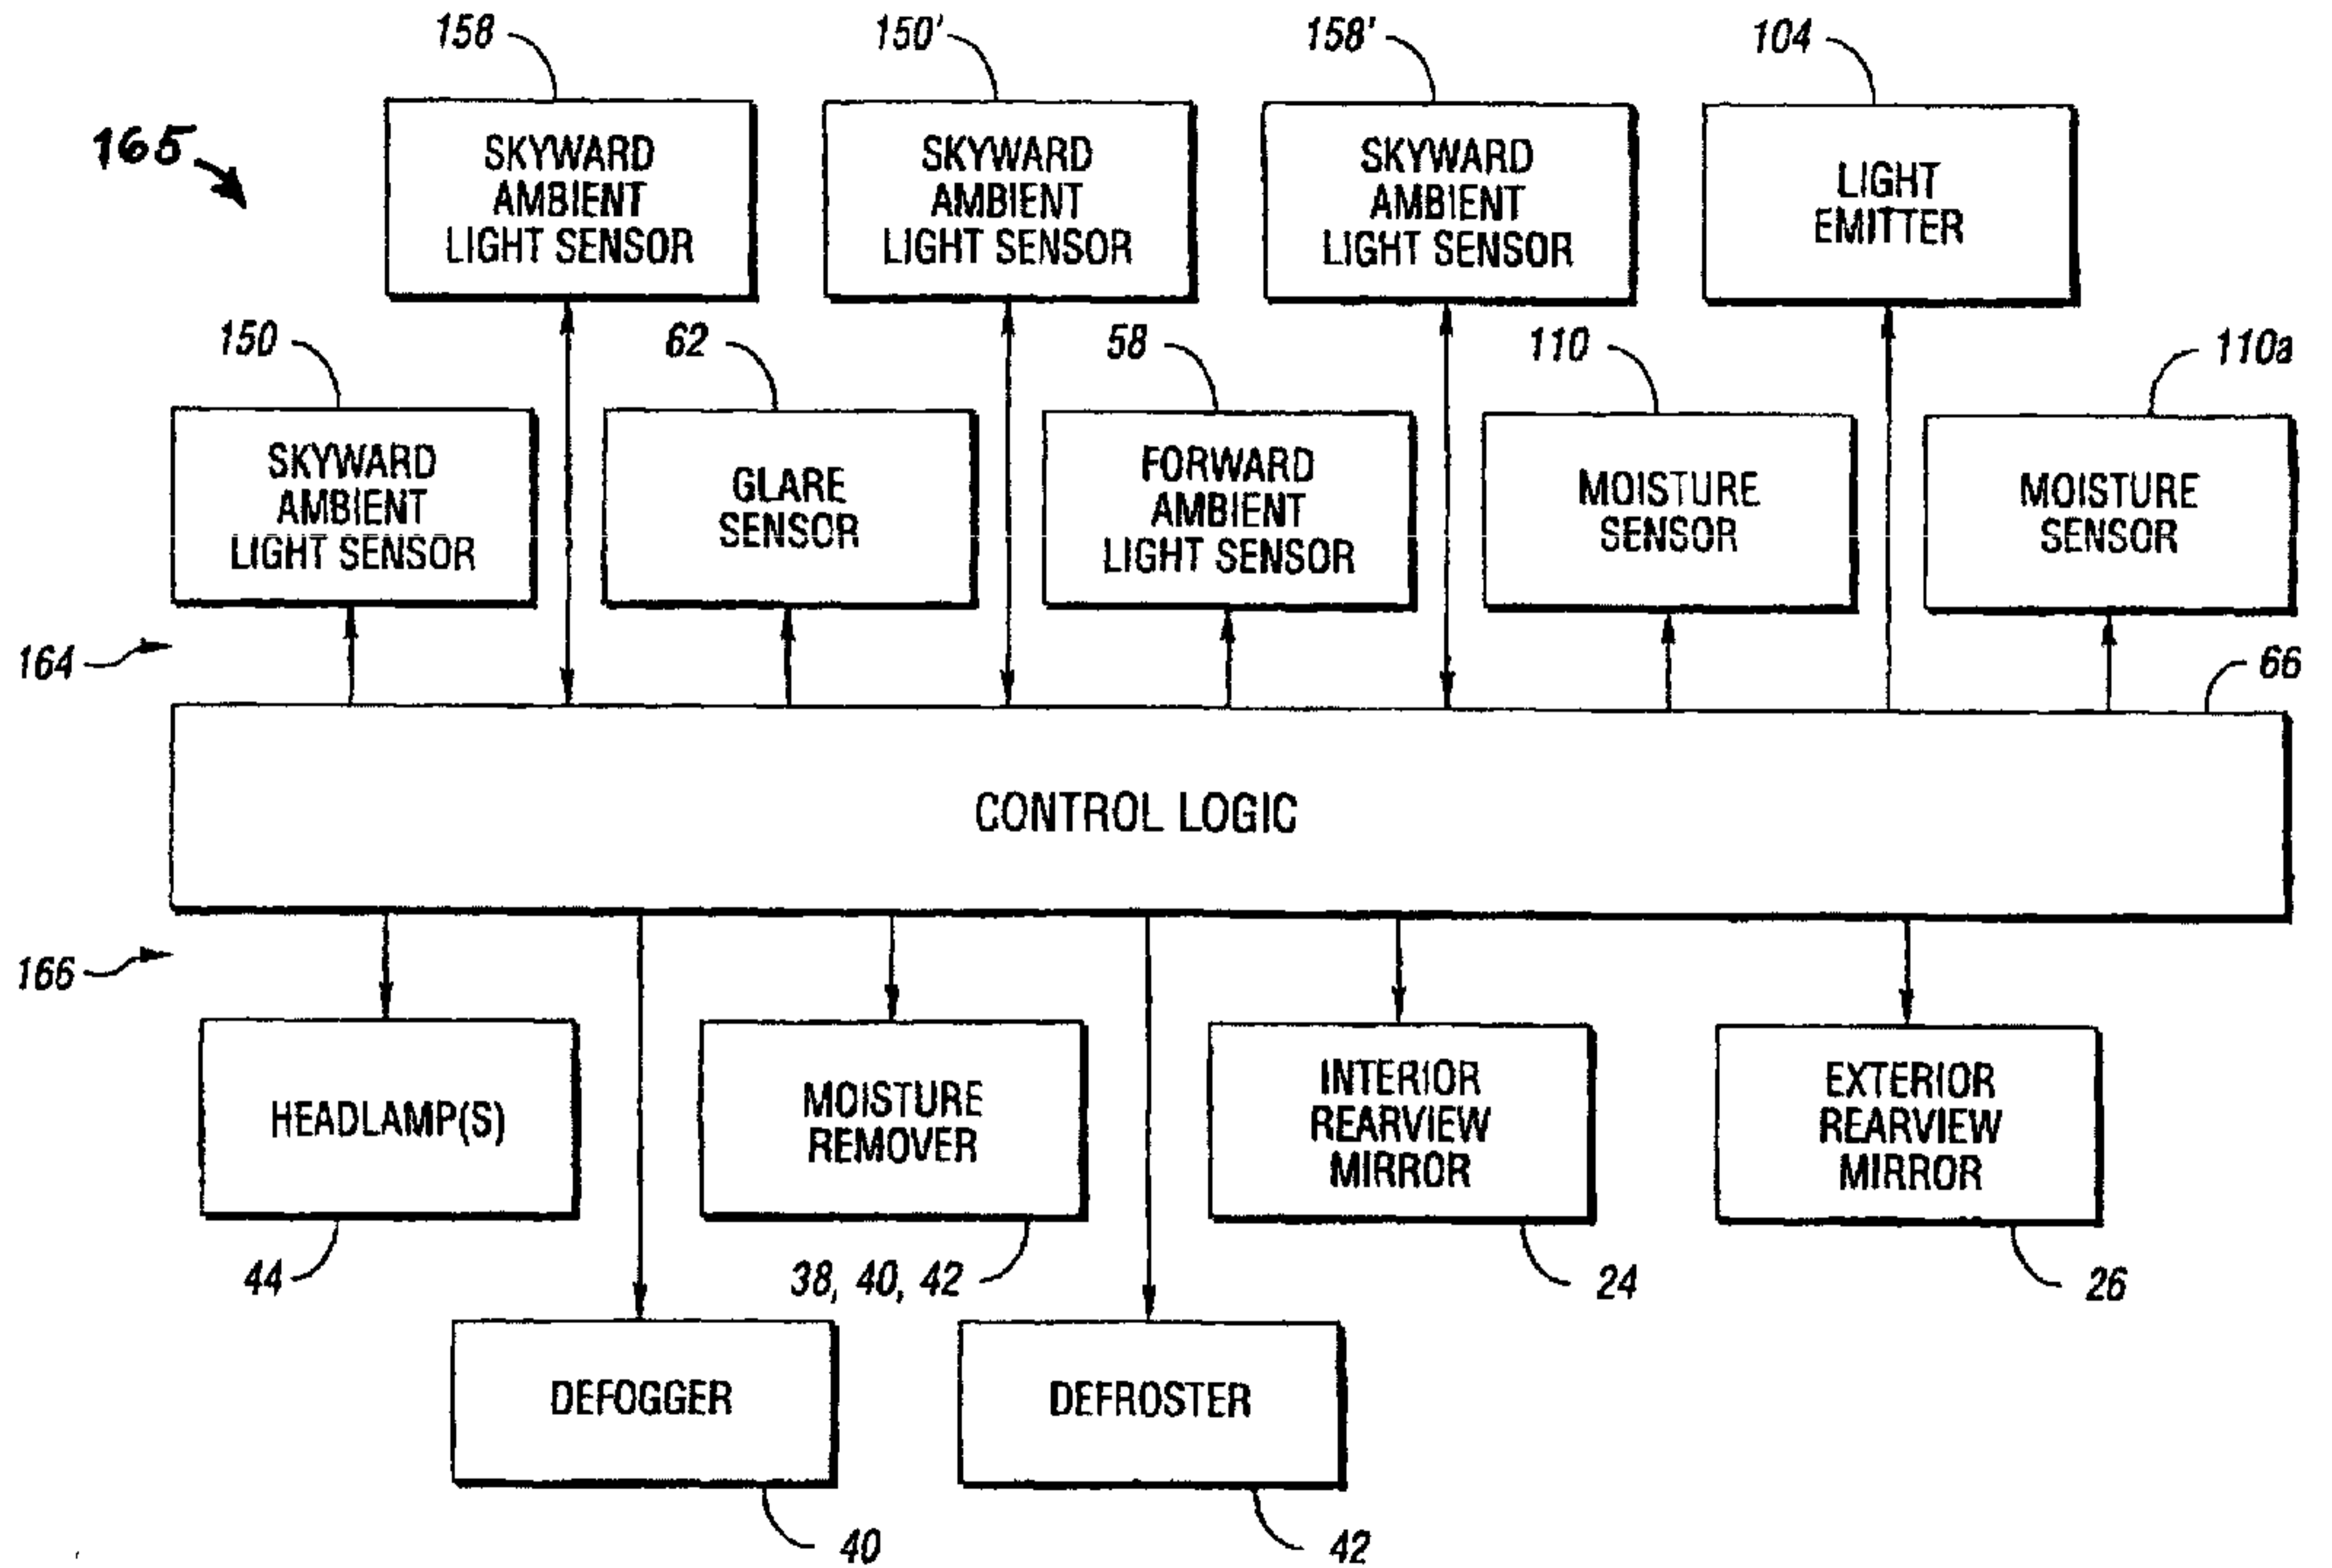 158
150'
158'
104
165
SKYWARD
AMBIENT
LIGHT SENSOR
SKYWARD
AMBIENT
LIGHT SENSOR
SKYWARD
AMBIENT
LIGHT SENSOR
LIGHT
EMITTER
150
62
58
110
110a
SKYWARD
AMBIENT
LIGHT SENSOR
GLARE
SENSOR
FORWARD
AMBIENT
LIGHT SENSOR
MOISTURE
SENSOR
MOISTURE
SENSOR
164
66
CONTROL LOGIC
166
HEADLAMP(S)
MOISTURE
REMOVER
INTERIOR
REARVIEW
MIRROR
EXTERIOR
REARVIEW
MIRROR
44
38, 40, 42
24
26
DEFOGGER
DEFROSTER
40
42